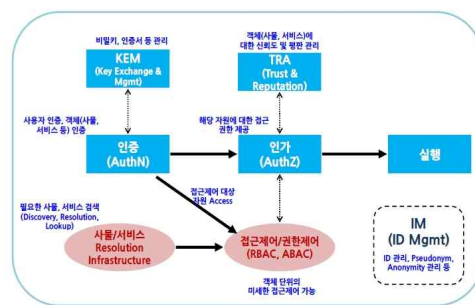 비밀키, 인증서 등 관리
KEM
(Key Exchange &
Mgmt)
객체(사물, 서비스)에
대한 신뢰도 및 평판 관리
TRA
(Trust &
Reputation)
사용자 인증, 객체(사물,
서비스 등) 인증
해당 자원에 대한 접근
권한 제공
인증
(AuthN)
인가
(AuthZ)
실행
접근제어 대상
자원 Access
필요한 사물, 서비스 검색
(Discovery, Resolution,
Lookup)
사물/서비스
Resolution
Infrastructure
접근제어/권한제어
(RBAC, ABAC)
객체 단위의
미세한 접근제어 가능
IM
(ID Mgmt)
ID 관리, Pseudonym,
Anonymity 관리 등